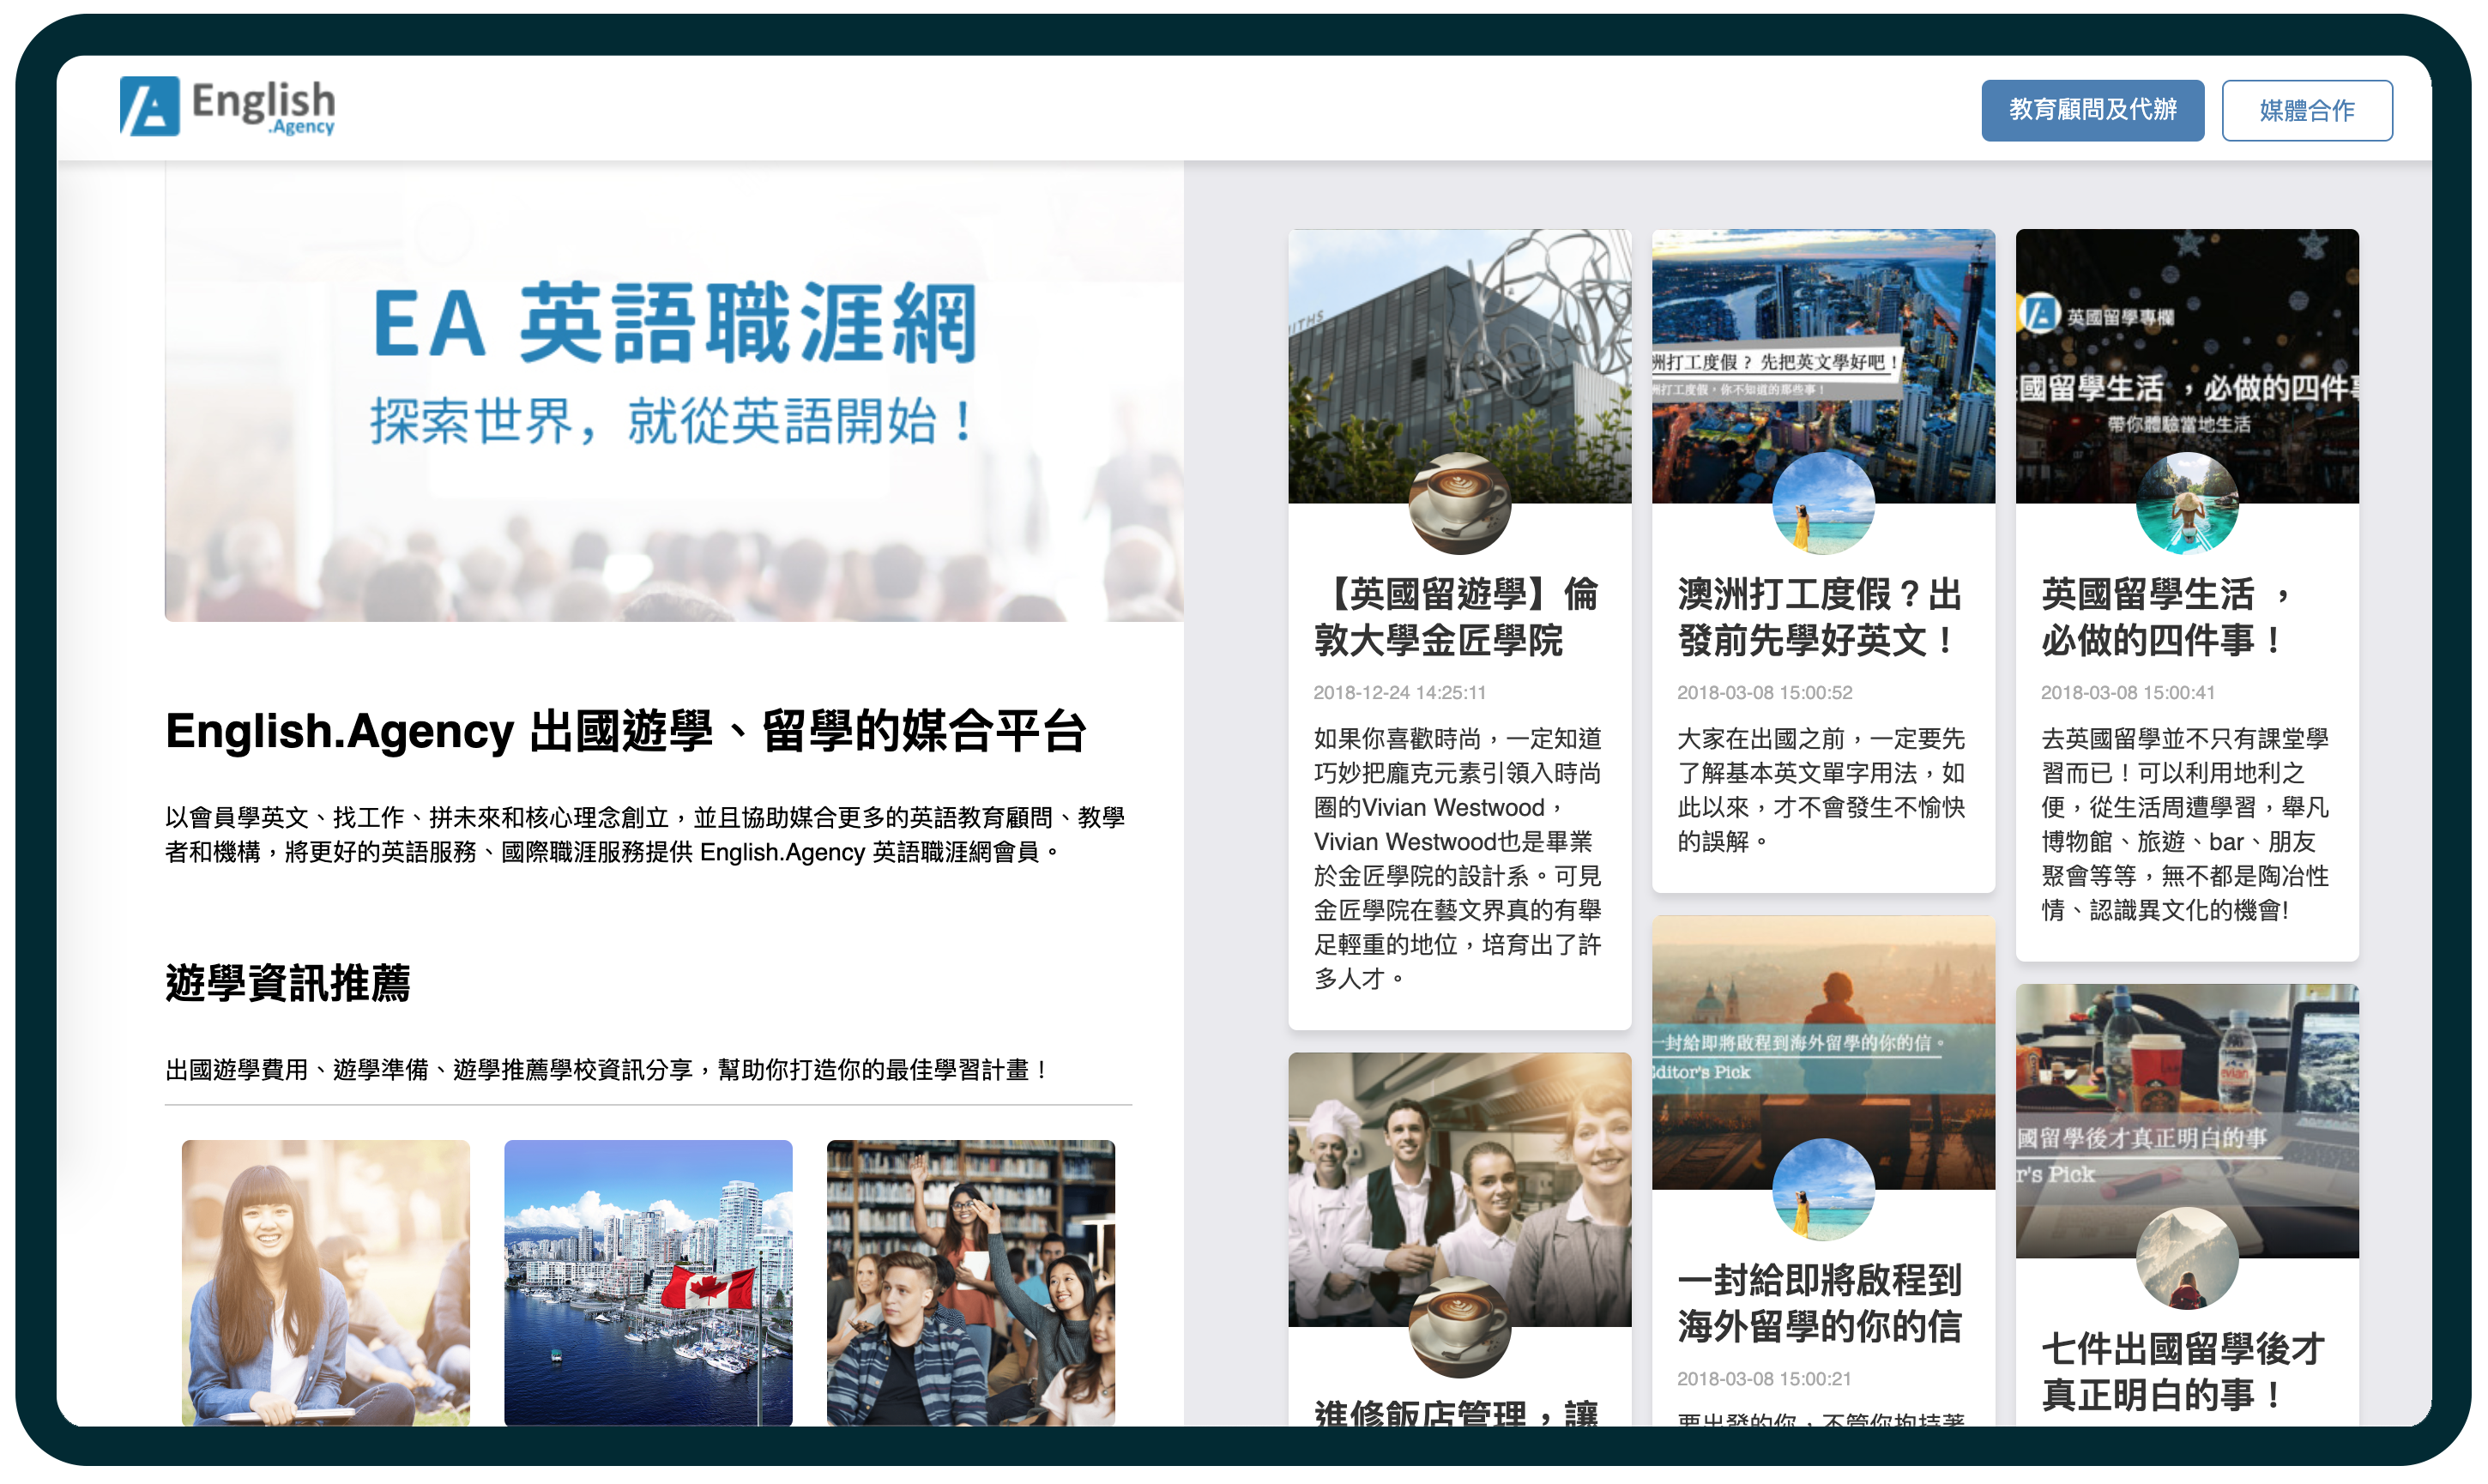 English
.Agency
教育顧問及代辦
媒體合作
EA 英語職涯網
探索世界，就從英語開始！
English.Agency 出國遊學、留學的媒合平台
以會員學英文、找工作、拼未來和核心理念創立，並且協助媒合更多的英語教育顧問、教學
者和機構，將更好的英語服務、國際職涯服務提供 English.Agency 英語職涯網會員。
遊學資訊推薦
出國遊學費用、遊學準備、遊學推薦學校資訊分享，幫助你打造你的最佳學習計畫！
【英國留遊學】倫
敦大學金匠學院
2018-12-24 14:25:11
如果你喜歡時尚，一定知道
巧妙把龐克元素引領入時尚
圈的Vivian Westwood，
Vivian Westwood也是畢業
於金匠學院的設計系。可見
金匠學院在藝文界真的有舉
足輕重的地位，培育出了許
多人才。
進修飯店管理，讓
洲打工度假？先把英文學好吧！
洲打工度假，你不知道的那些事！
澳洲打工度假？出
發前先學好英文！
2018-03-08 15:00:52
大家在出國之前，一定要先
了解基本英文單字用法，如
此以來，才不會發生不愉快
的誤解。
一封給即將啟程到海外留學的你的信。
Editor's Pick
一封給即將啟程到
海外留學的你的信
2018-03-08 15:00:21
要出發的你，不管你抱持著
英國留學專欄
國留學生活 ，必做的四件事
帶你體驗當地生活
英國留學生活 ，
必做的四件事！
2018-03-08 15:00:41
去英國留學並不只有課堂學
習而已！可以利用地利之
便，從生活周遭學習，舉凡
博物館、旅遊、bar、朋友
聚會等等，無不都是陶冶性
情、認識異文化的機會!
evian
國留學後才真正明白的事
r's Pick
七件出國留學後才
真正明白的事！